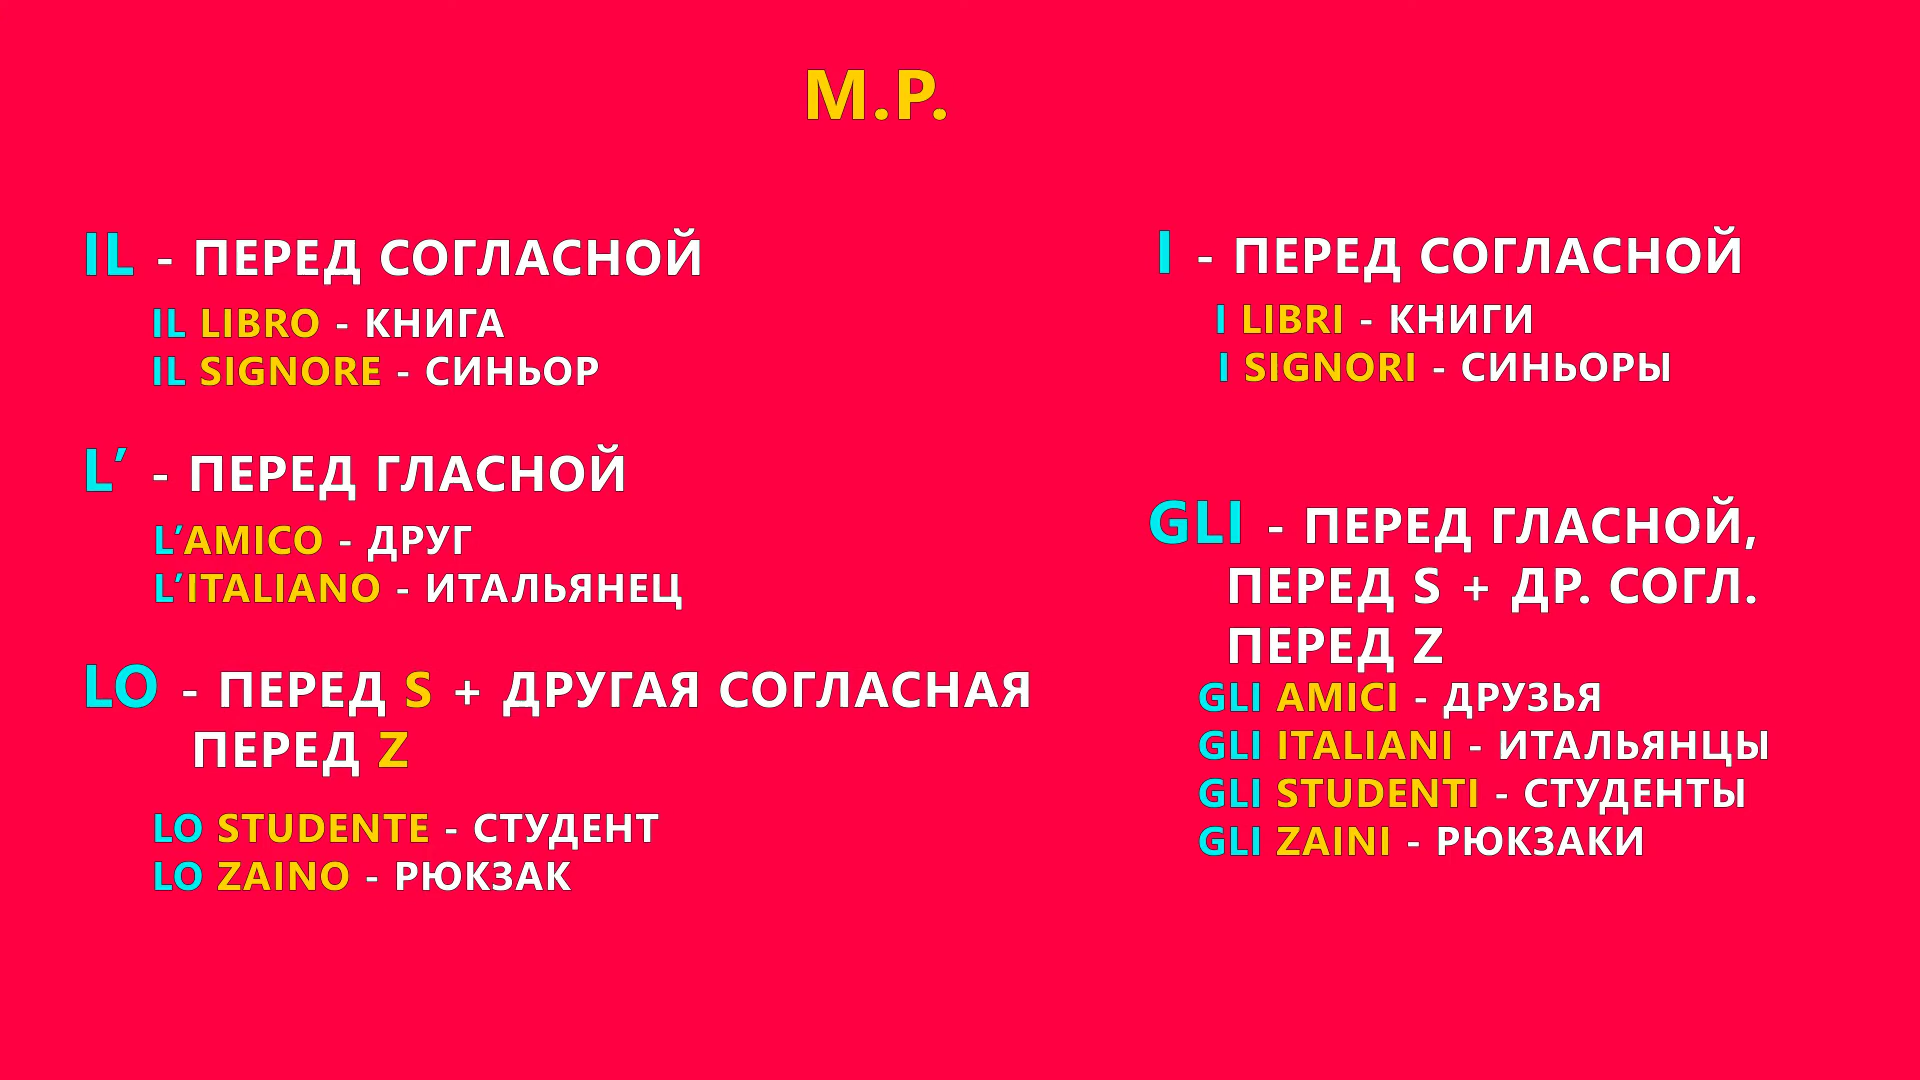 М.Р.
IL - ПЕРЕД СОГЛАСНОЙ
IL LIBRO - КНИГА
IL SIGNORE - СИНЬОР
L’ - ПЕРЕД ГЛАСНОЙ
L’AMICO - ДРУГ
L’ITALIANO - ИТАЛЬЯНЕЦ
LO - ПЕРЕД S + ДРУГАЯ СОГЛАСНАЯ
ПЕРЕД Z
LO STUDENTE - СТУДЕНТ
LO ZAINO - РЮКЗАК
I - ПЕРЕД СОГЛАСНОЙ
I LIBRI - КНИГИ
I SIGNORI - СИНЬОРЫ
GLI - ПЕРЕД ГЛАСНОЙ,
ПЕРЕД S + ДР. СОГЛ.
ПЕРЕД Z
GLI AMICI - ДРУЗЬЯ
GLI ITALIANI - ИТАЛЬЯНЦЫ
GLI STUDENTI - СТУДЕНТЫ
GLI ZAINI - РЮКЗАКИ